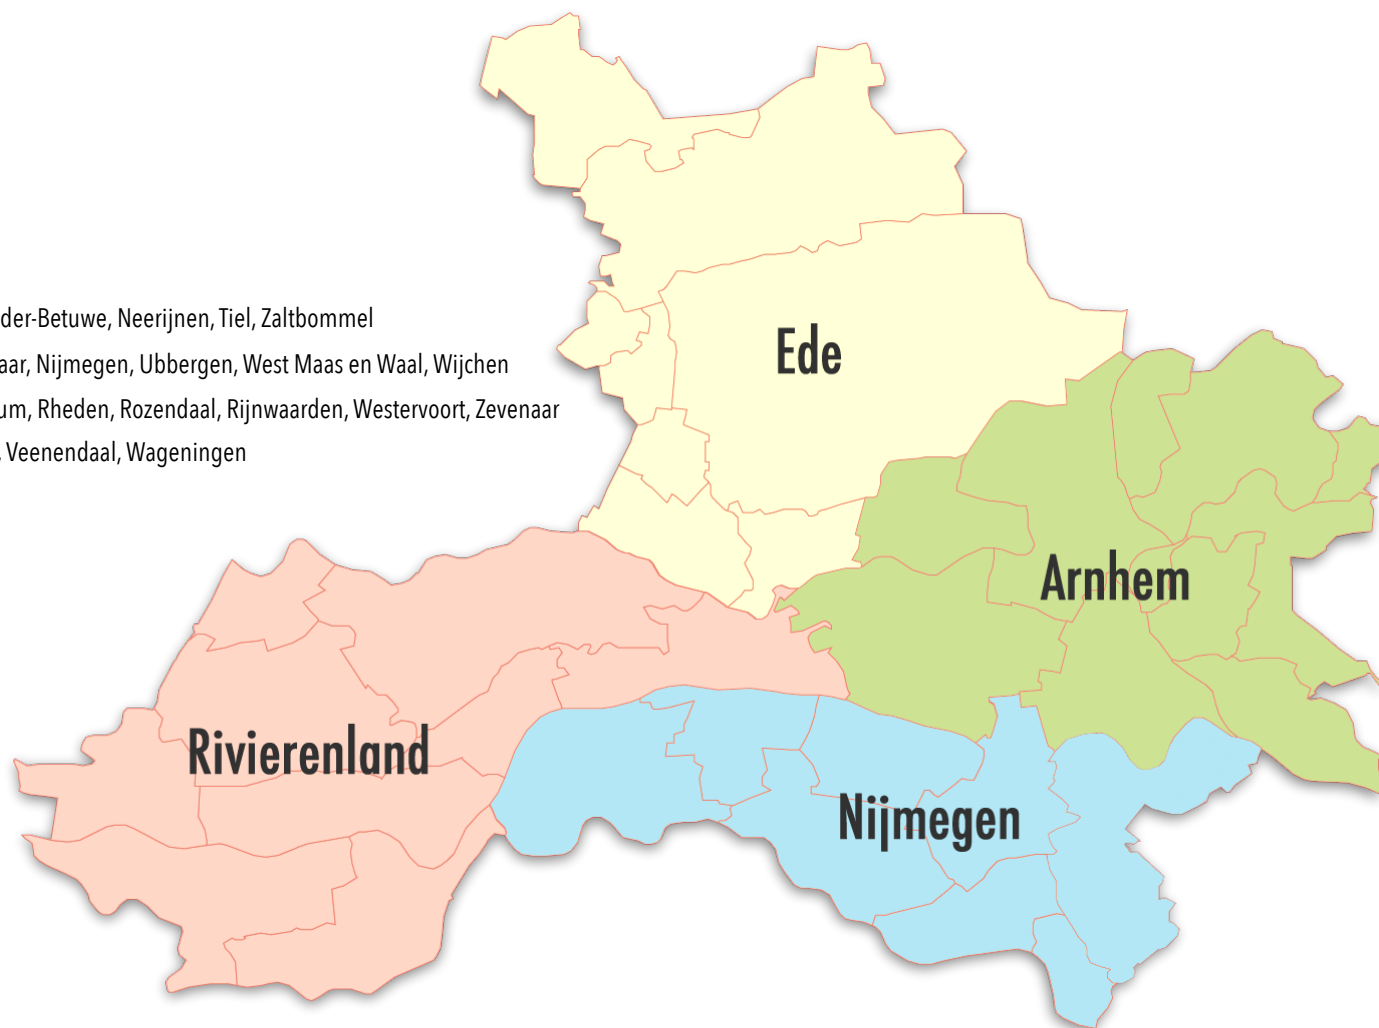 der-Betuwe, Neerijnen, Tiel, Zaltbommel
aar, Nijmegen, Ubbergen, West Maas en Waal, Wijchen
um, Rheden, Rozendaal, Rijnwaarden, Westervoort, Zevenaar
, Veenendaal, Wageningen
Ede
Arnhem
Rivierenland
Nijmegen